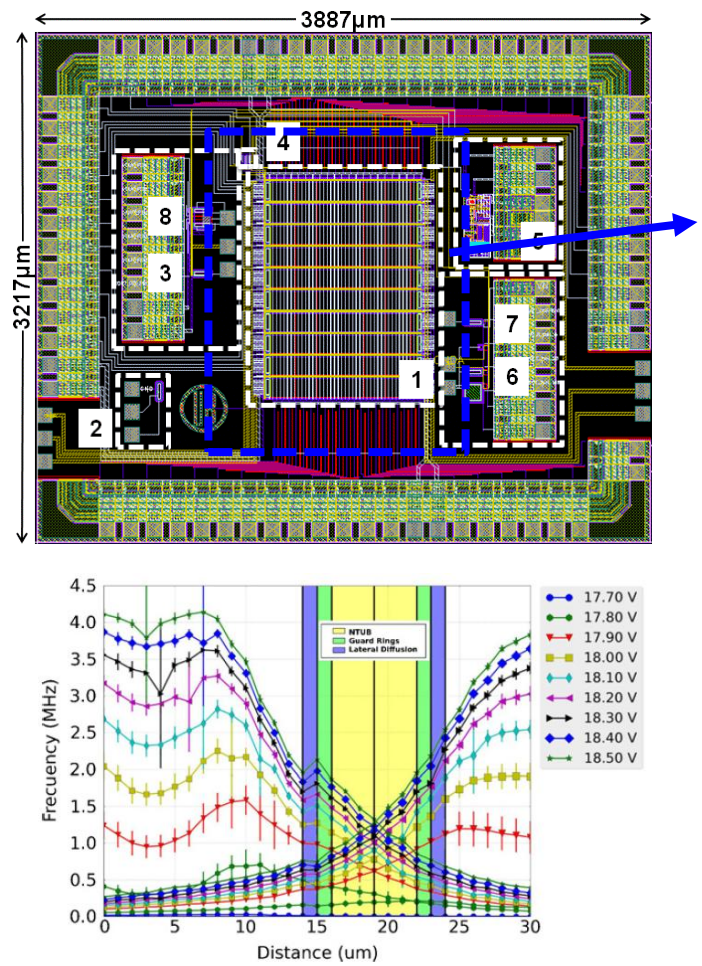 3887µm
3217µm
4
8
5
3
7
1
6
2
GND
4.5
4.0
3.5
3.0
2.5
2.0
1.5
1.0
0.5
0.0
Frecuency (MHz)
NTUB
Guard Rings
Lateral Diffusion
17.70 V
17.80 V
17.90 V
18.00 V
18.10 V
18.20 V
18.30 V
18.40 V
18.50 V
0 5 10 15 20 25 30
Distance (um)